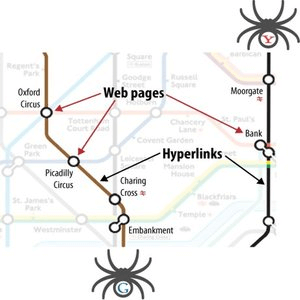 Y
Regent's
Park
Square
Goodge
Street
Russell
Square
Moorgate
Oxford
Circus
Web pages
Tottenham
Court Road
Chancery
Lane
St. Paul's
Bank
Covent Garden
Green
Park
Hyperlinks
Leicester
Square
Mansion
House
Picadilly
Circus
Charing
Cross
Blackfriars
St. James's
Park
Temple
Westminster
Embankment
G